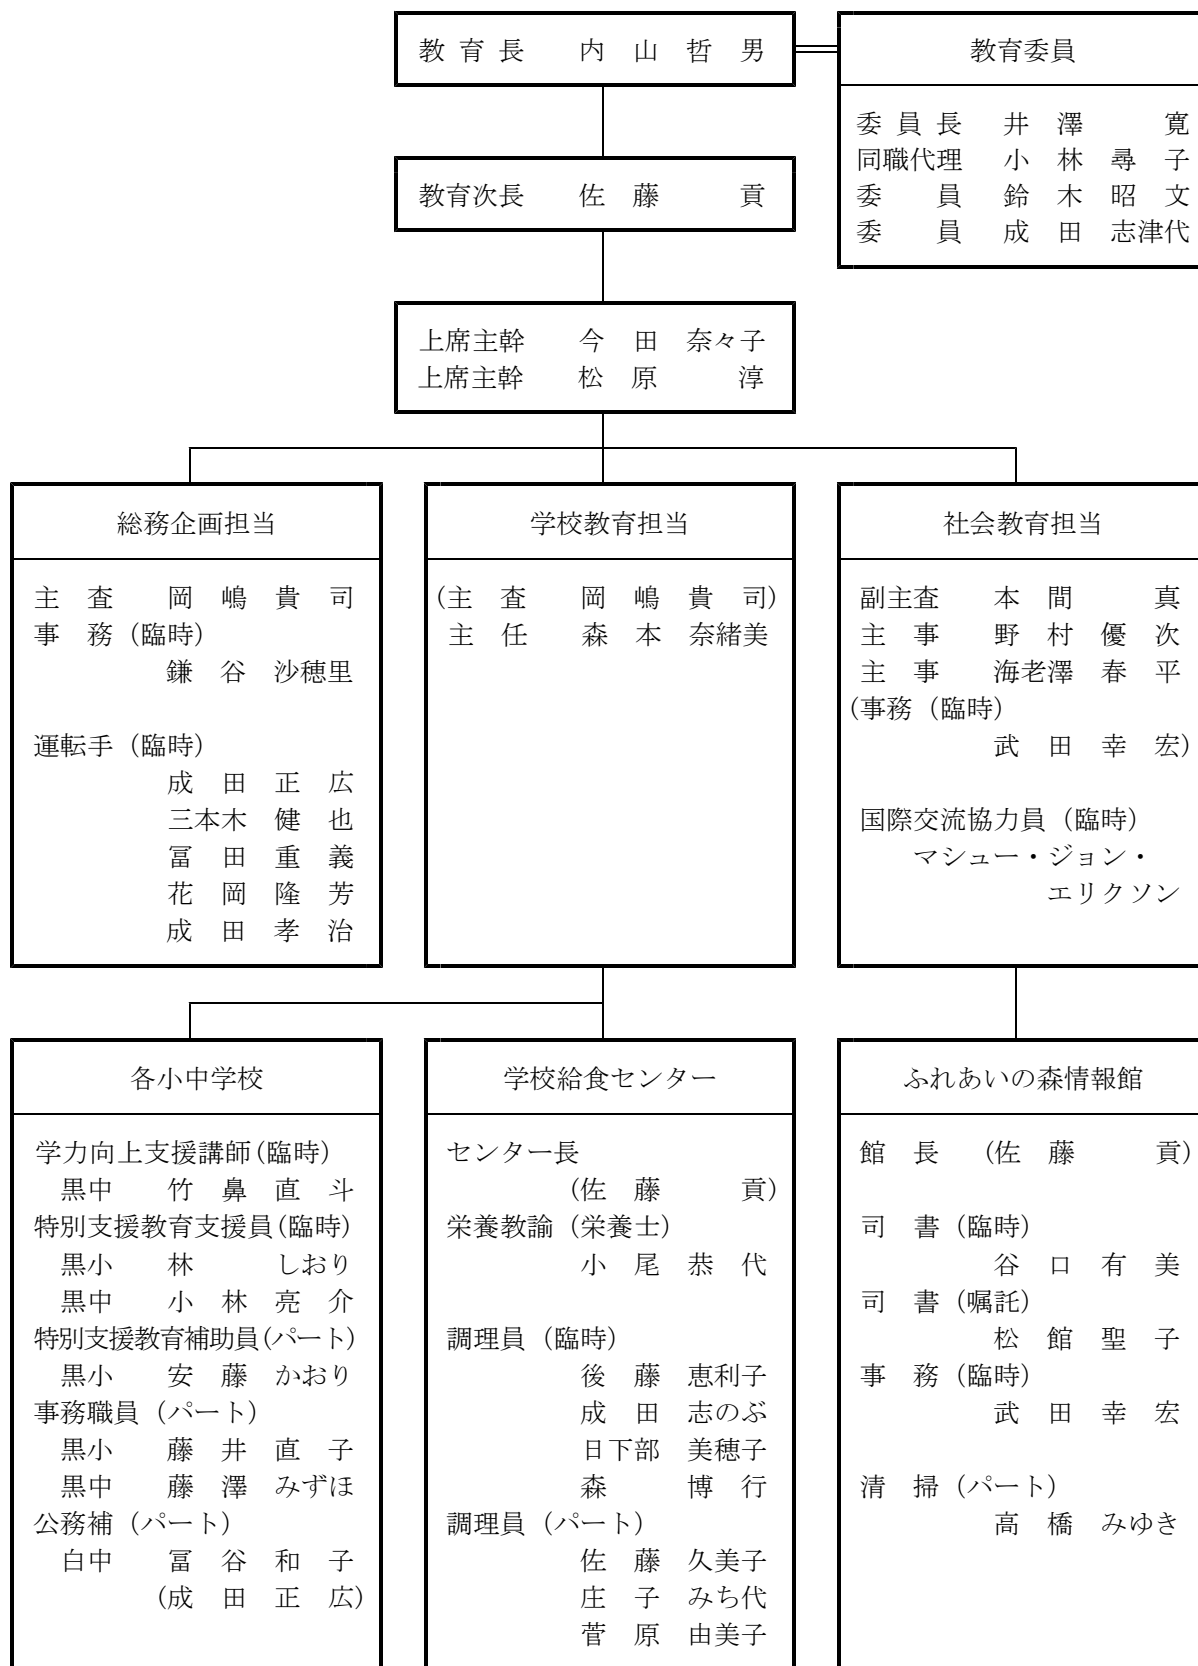 教育長 内山哲男
教育委員
委員長 井澤 寛
同職代理 小林尋子
委員 鈴木昭文
委員 成田志津代
教育次長 佐藤 貢
上席主幹 今田奈々子
上席主幹 松原 淳
総務企画担当
主査 岡嶋貴司
事務(臨時)
鎌谷沙穂里
運転手(臨時)
成田正広
三本木健也
冨田重義
花岡隆芳
成田孝治
学校教育担当
(主査 岡嶋貴司)
主任 森本奈緒美
社会教育担当
副主査 本間 真
主事 野村優次
主事 海老澤春平
(事務(臨時)
武田幸宏)
国際交流協力員(臨時)
マシュー・ジョン・
エリクソン
各小中学校
学力向上支援講師(臨時)
黒中 竹鼻直斗
特別支援教育支援員(臨時)
黒小 林 しおり
黒中 小林亮介
特別支援教育補助員(パート)
黒小 安藤かおり
事務職員(パート)
黒小 藤井直子
黒中 藤澤みずほ
公務補(パート)
白中 冨谷和子
(成田正広)
学校給食センター
センター長
(佐藤 貢)
栄養教諭(栄養士)
小尾恭代
調理員(臨時)
後藤恵利子
成田志のぶ
日下部美穂子
森 博行
調理員(パート)
佐藤久美子
庄子みち代
菅原由美子
ふれあいの森情報館
館長 (佐藤 貢)
司書(臨時)
谷口有美
司書(嘱託)
松舘聖子
事務(臨時)
武田幸宏
清掃(パート)
高橋みゆき